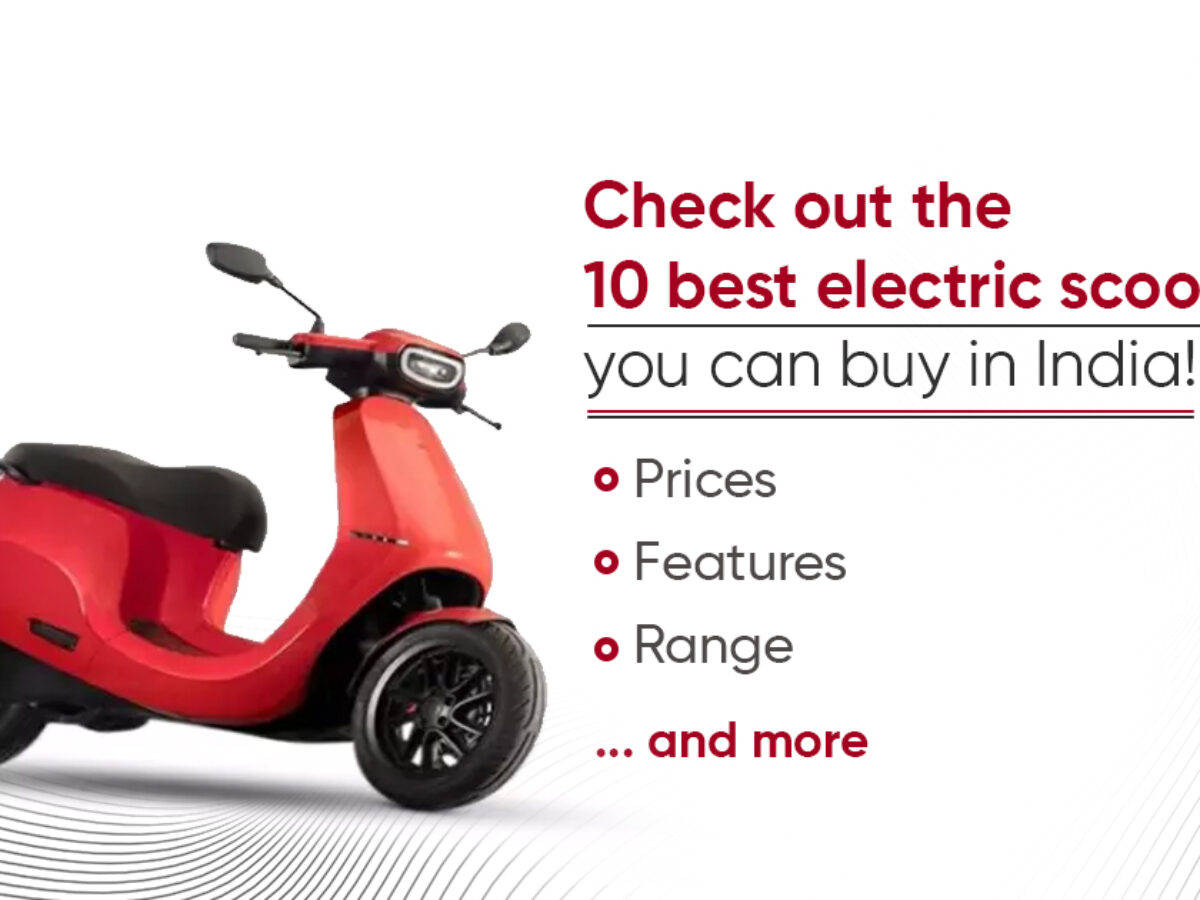 Check out the
10 best electric scoo
you can buy in India!
Prices
Features
Range
... and more